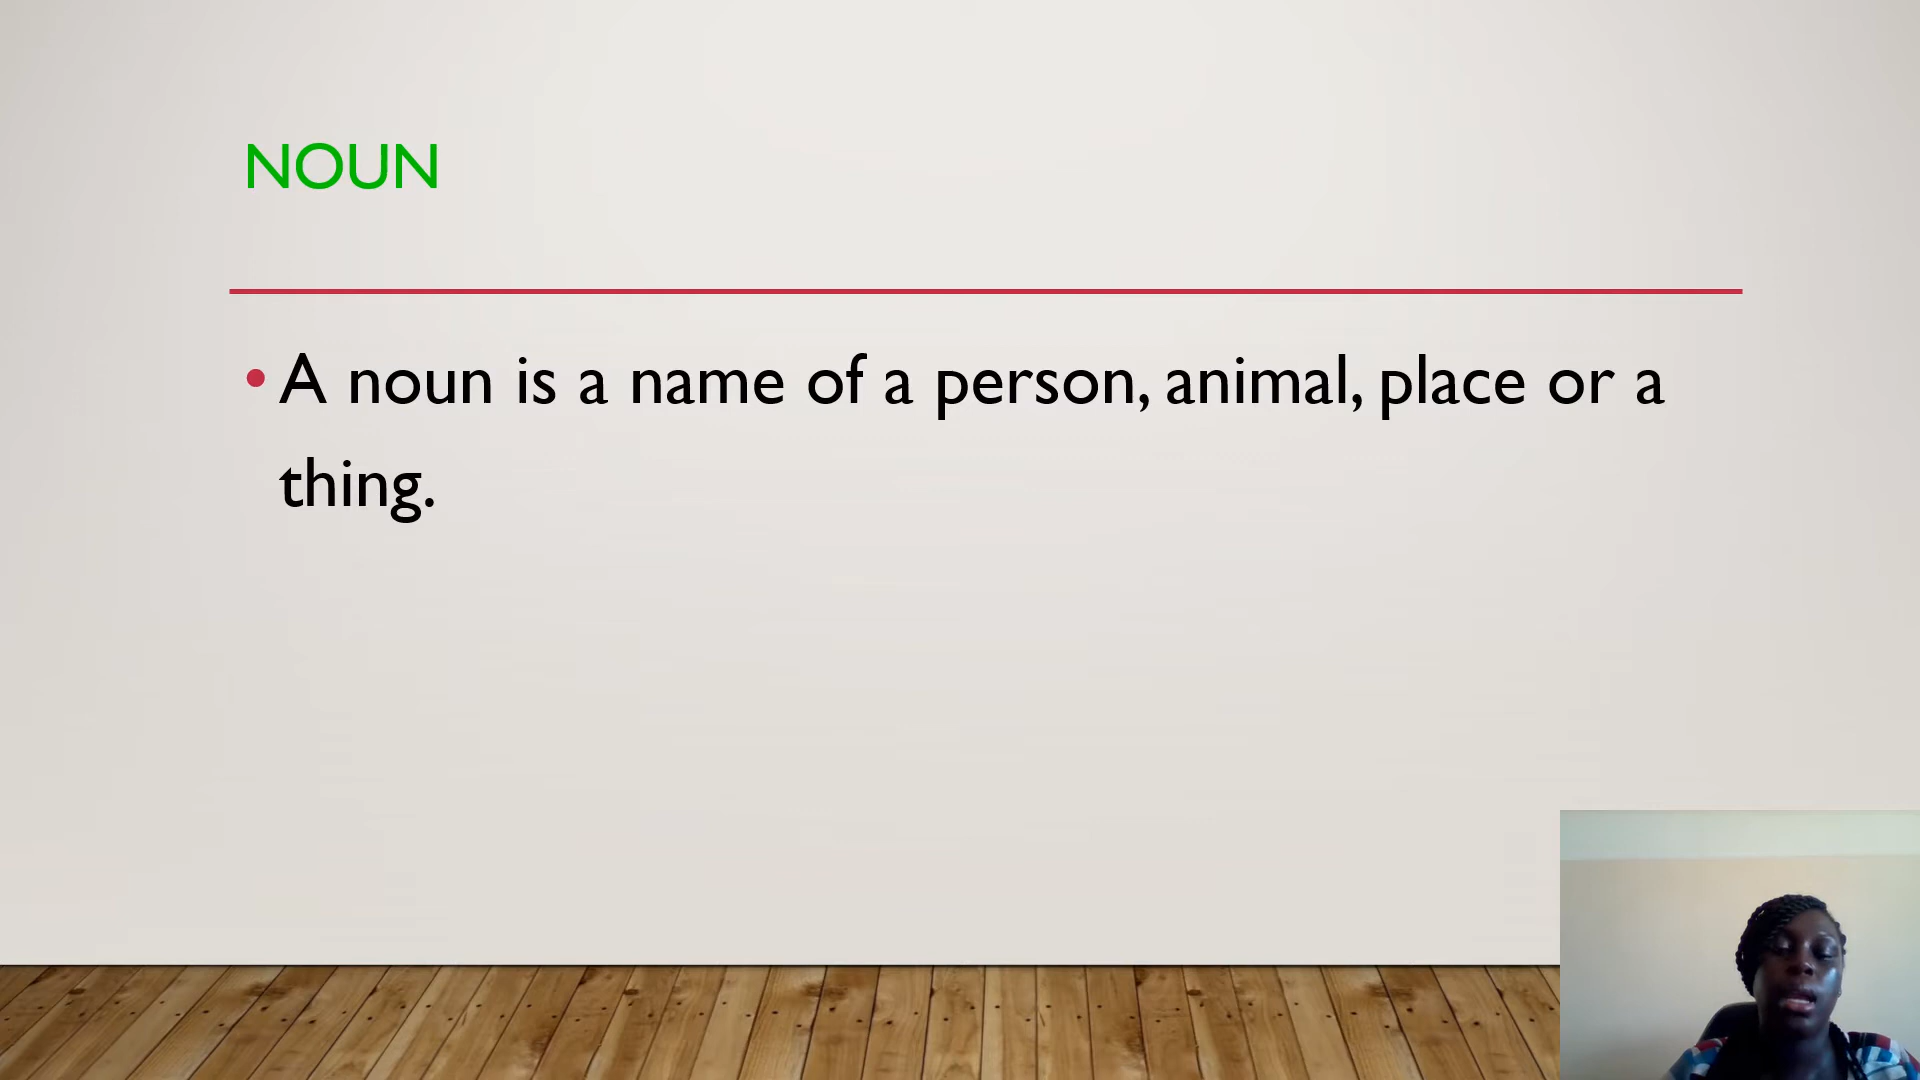 NOUN
• A noun is a name of a person, animal, place or a
thing.